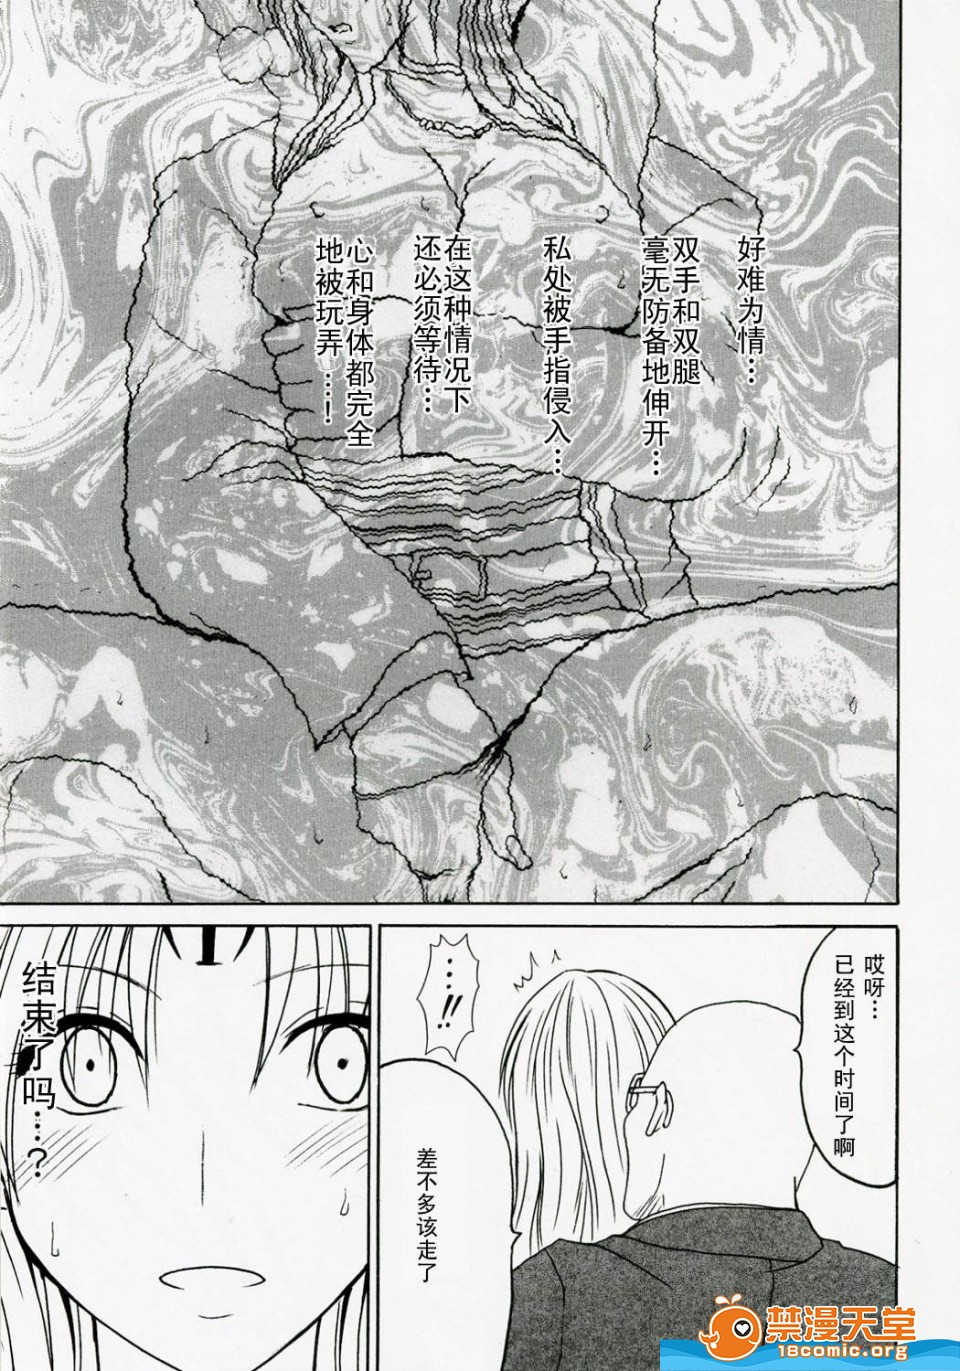 好难为情…
双手和双腿
毫无防备地伸开…
私处被手指侵入…
在这种情况下
还必须等待…
心和身体都完全
地被玩弄……！
哎呀…
已经到这个时间了啊
…!!
差不多该走了
结束了吗…？
禁漫天堂
18comic.org